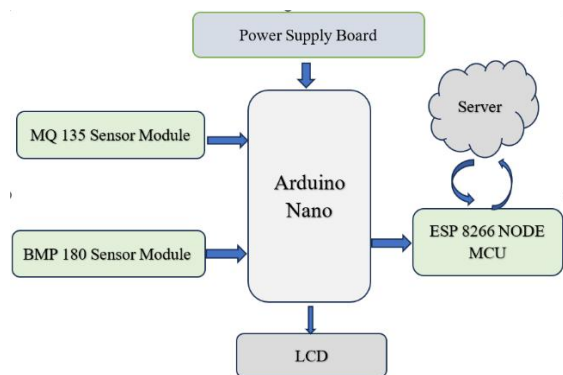 Power Supply Board
Server
MQ 135 Sensor Module
Arduino
Nano
BMP 180 Sensor Module
ESP 8266 NODE
MCU
LCD